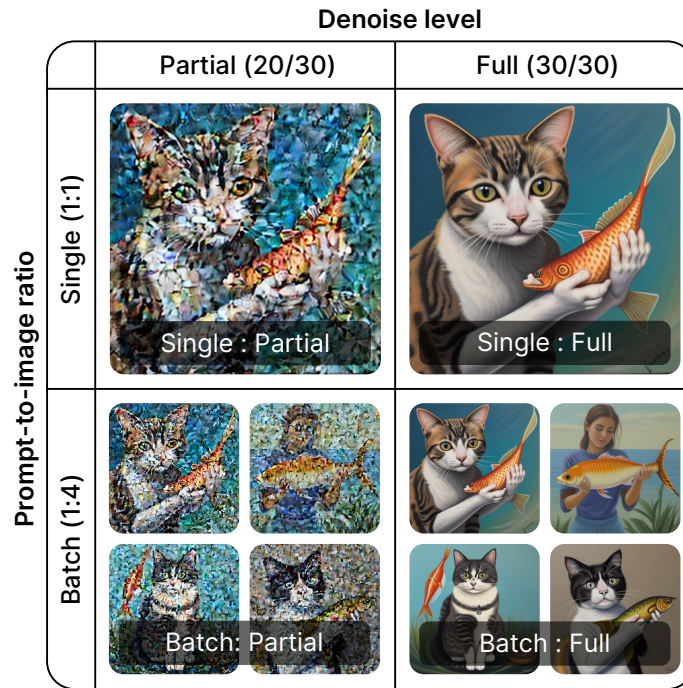 Denoise level
Partial (20/30)
Full (30/30)
Prompt-to-image ratio
Single (1:1)
Single : Partial
Single : Full
Batch (1:4)
Batch: Partial
Batch : Full